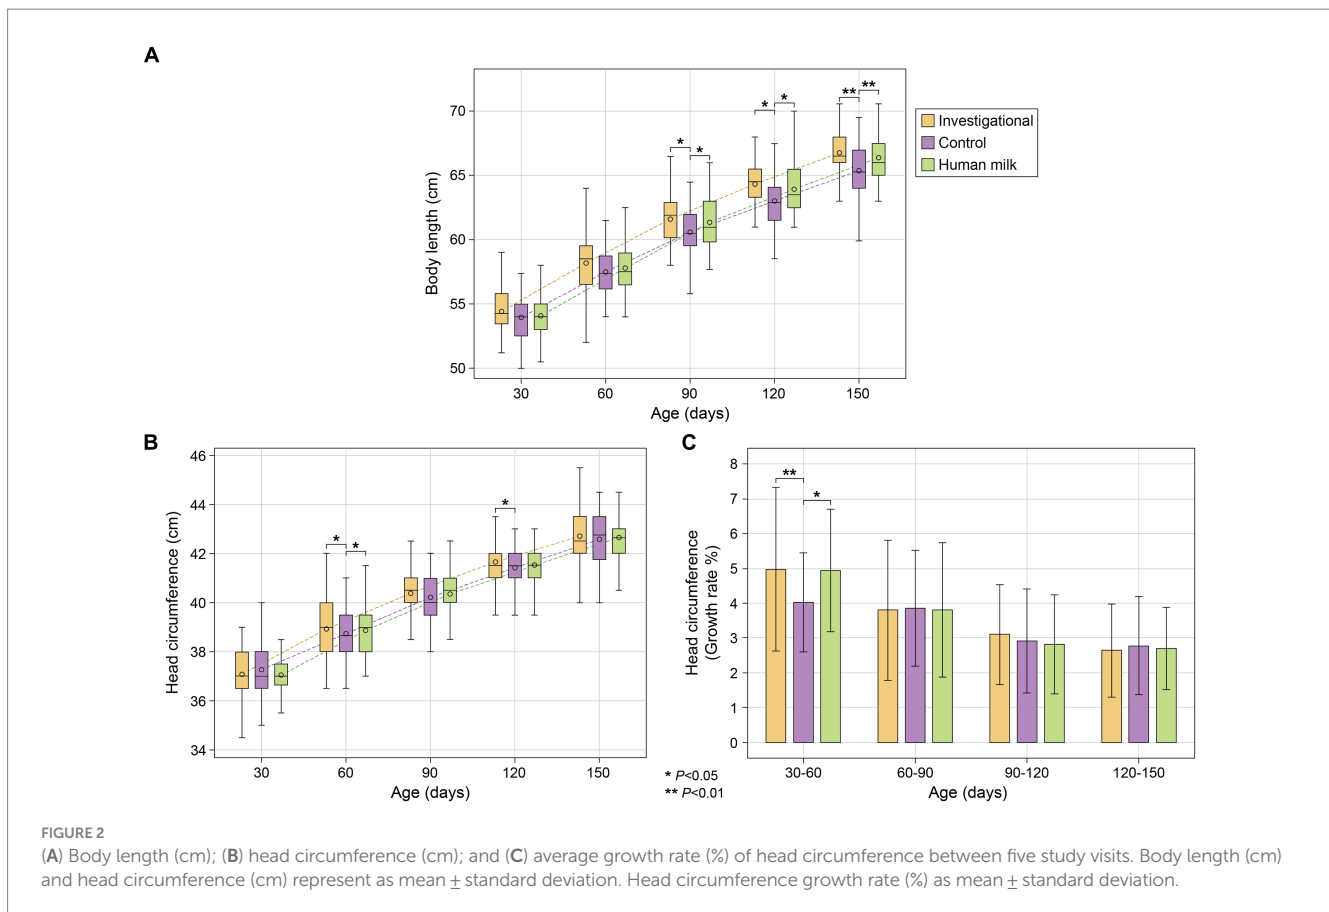 A
70
65
60
55
50
Body length (cm)
* * * * ** **
30 60 90 120 150
Age (days)
Investigational
Control
Human milk
B
46
44
42
40
38
36
34
Head circumference (cm)
* * *
30 60 90 120 150
Age (days)
* P<0.05
** P<0.01
C
8
7
6
5
4
3
2
1
0
Head circumference
(Growth rate %)
** *
30-60 60-90 90-120 120-150
Age (days)
FIGURE 2
(A) Body length (cm); (B) head circumference (cm); and (C) average growth rate (%) of head circumference between five study visits. Body length (cm)
and head circumference (cm) represent as mean ± standard deviation. Head circumference growth rate (%) as mean ± standard deviation.